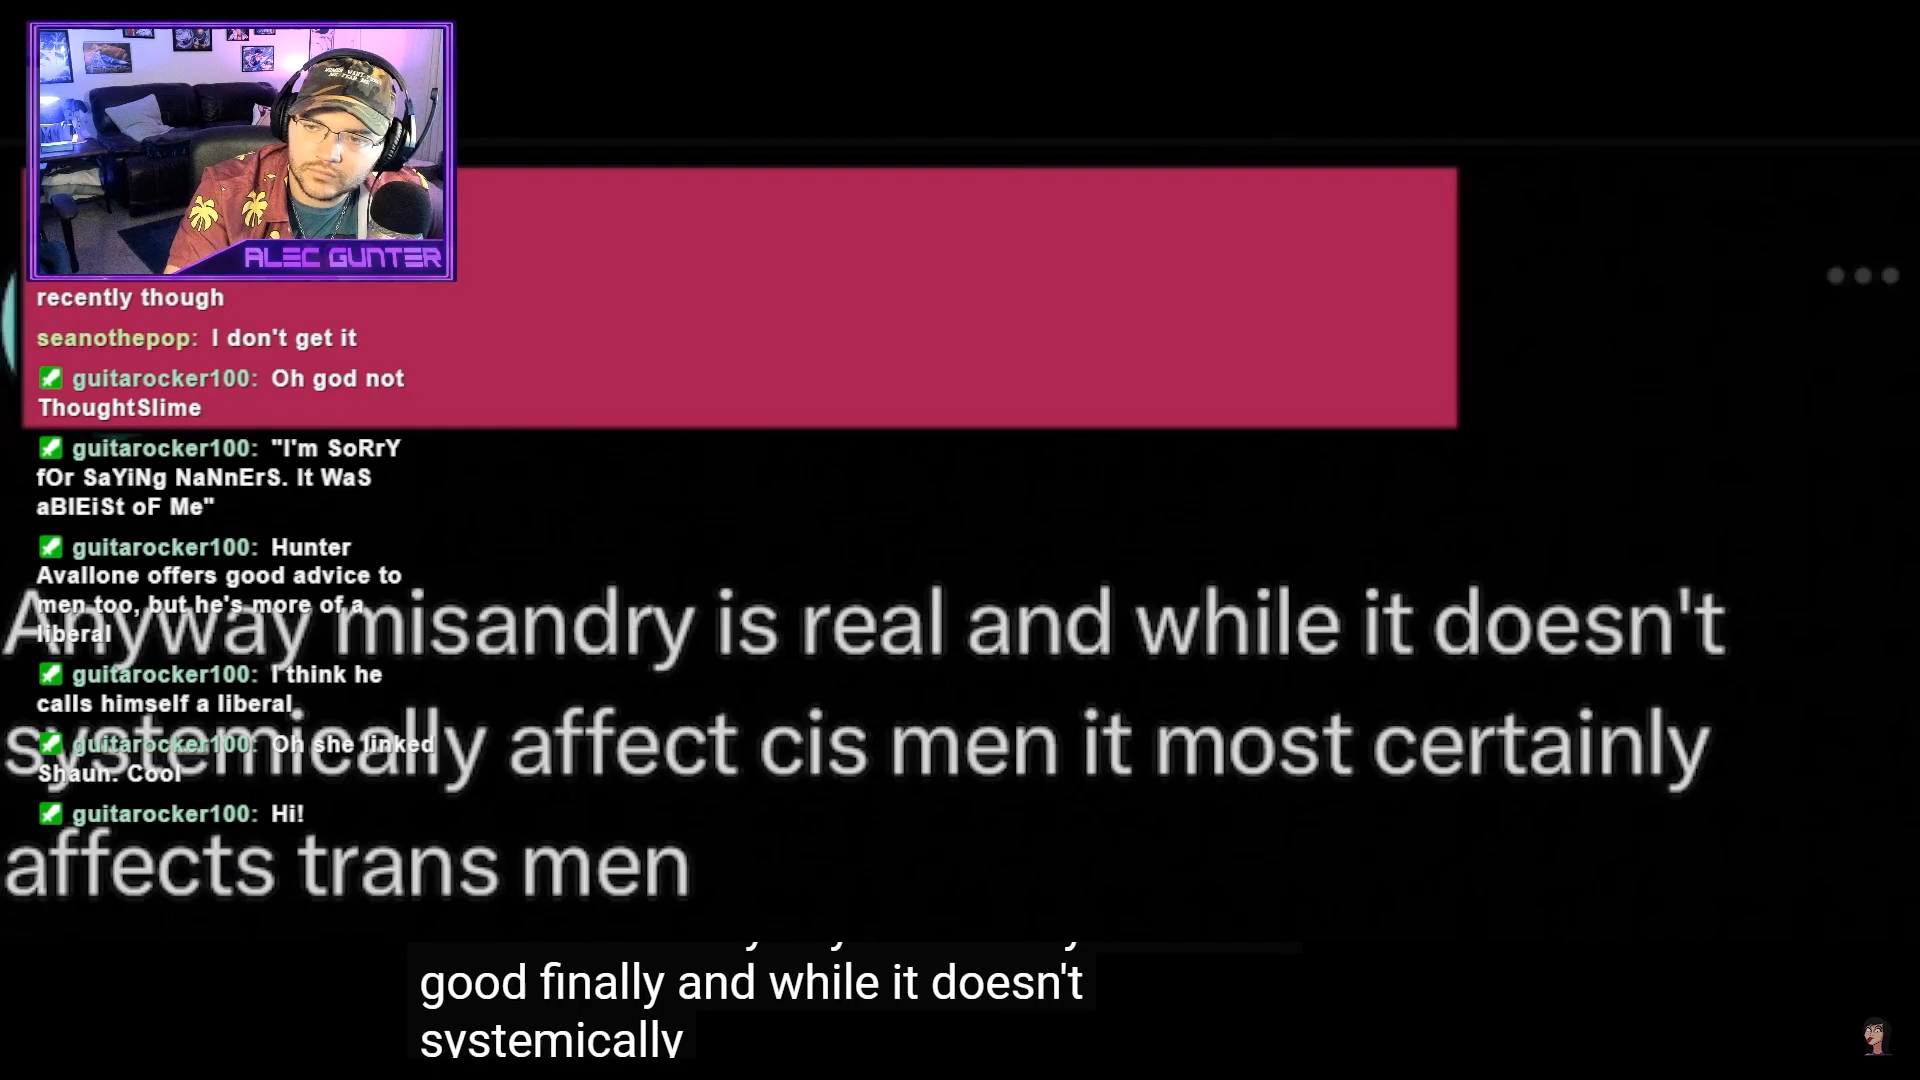 ALEC GUNTER
recently though
seanothepop: I don't get it
guitarocker100: Oh god not
ThoughtSlime
guitarocker100: "I'm SoRrY
fOr SaYiNg NaNnErS. It WaS
aBlEiSt oF Me"
guitarocker100: Hunter
Avallone offers good advice to
men too, but he's more of a
liberal
guitarocker100: I think he
calls himself a liberal
guitarocker100: Oh she linked
Shaun. Cool
guitarocker100: Hi!
Anyway misandry is real and while it doesn't
systemically affect cis men it most certainly
affects trans men
good finally and while it doesn't
systemically